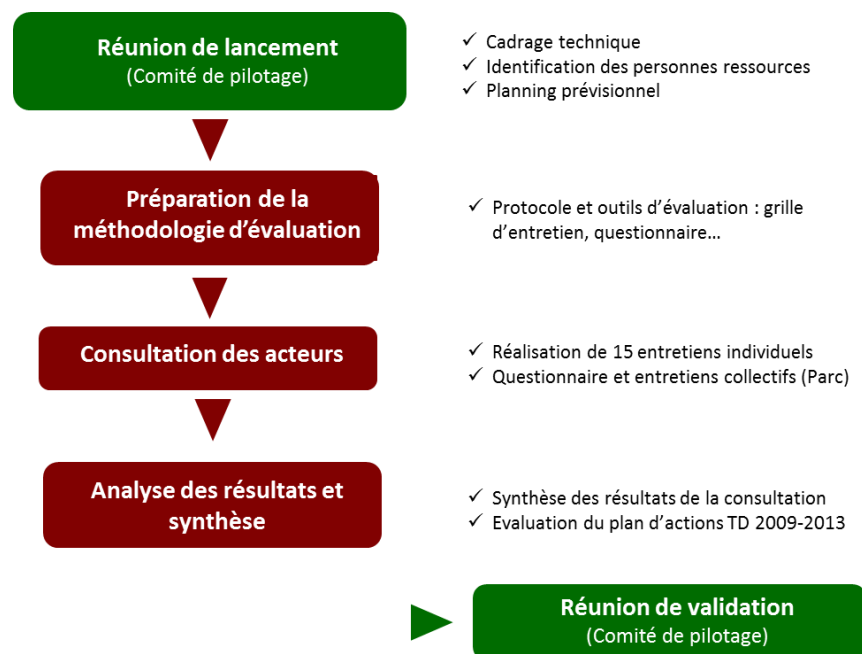 Réunion de lancement
(Comité de pilotage)
✓ Cadrage technique
✓ Identification des personnes ressources
✓ Planning prévisionnel
Préparation de la
méthodologie d'évaluation
✓ Protocole et outils d'évaluation : grille
d'entretien, questionnaire…
Consultation des acteurs
✓ Réalisation de 15 entretiens individuels
✓ Questionnaire et entretiens collectifs (Parc)
Analyse des résultats et
synthèse
✓ Synthèse des résultats de la consultation
✓ Evaluation du plan d'actions TD 2009-2013
Réunion de validation
(Comité de pilotage)